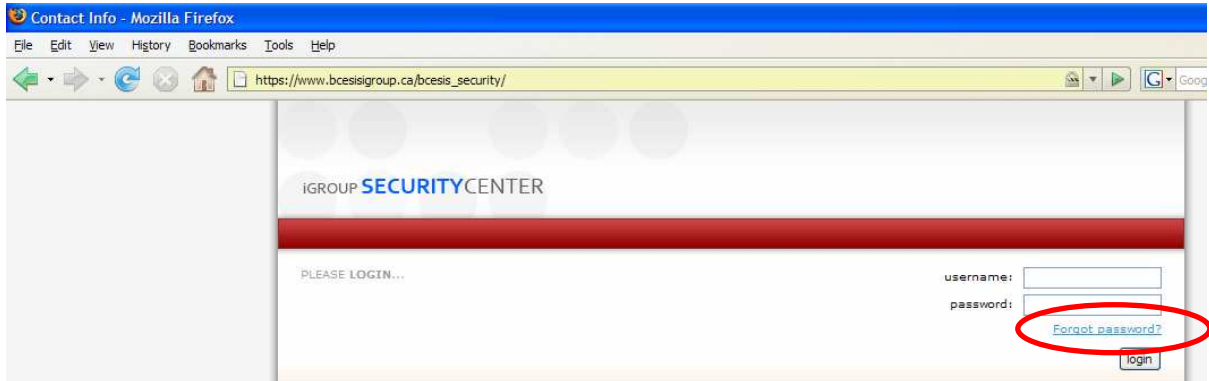 Contact Info - Mozilla Firefox
File Edit View History Bookmarks Tools Help
https://www.bcesisigroup.ca/bcesis_security/
G Goog
iGROUP SECURITYCENTER
PLEASE LOGIN...
username:
password:
Forgot password?
login